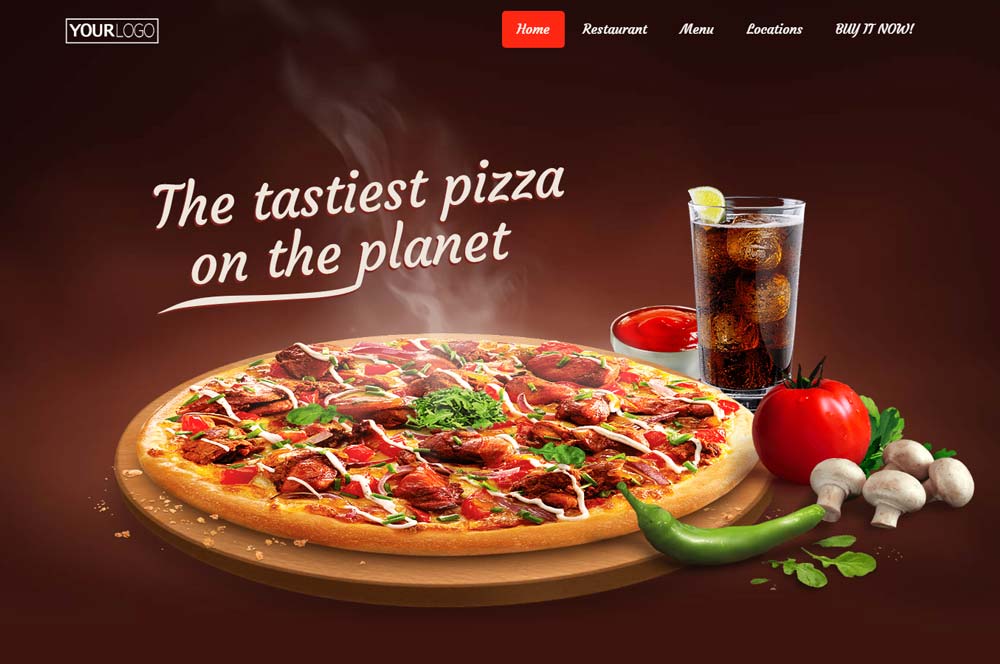 YOURLOGO
Home Restaurant Menu Locations BUY IT NOW!
The tastiest pizza
on the planet